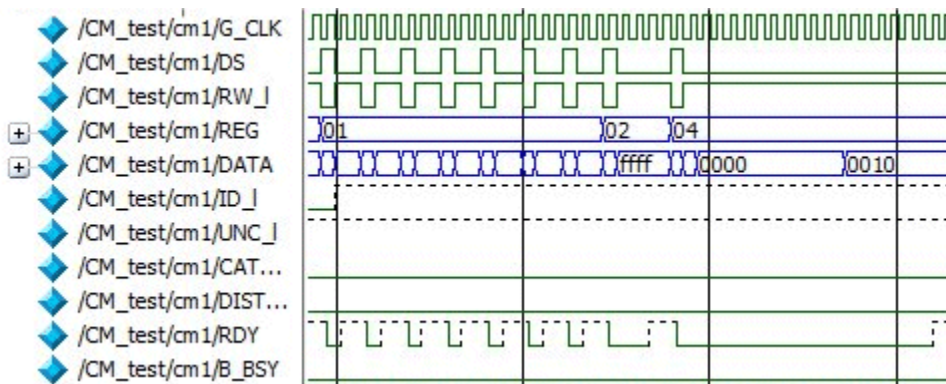 /CM_test/cm1/G_CLK
/CM_test/cm1/DS
/CM_test/cm1/RW_l
/CM_test/cm1/REG 01 02 04
/CM_test/cm1/DATA ffff 0000 0010
/CM_test/cm1/ID_l
/CM_test/cm1/UNC_l
/CM_test/cm1/CAT...
/CM_test/cm1/DIST...
/CM_test/cm1/RDY
/CM_test/cm1/B_BSY